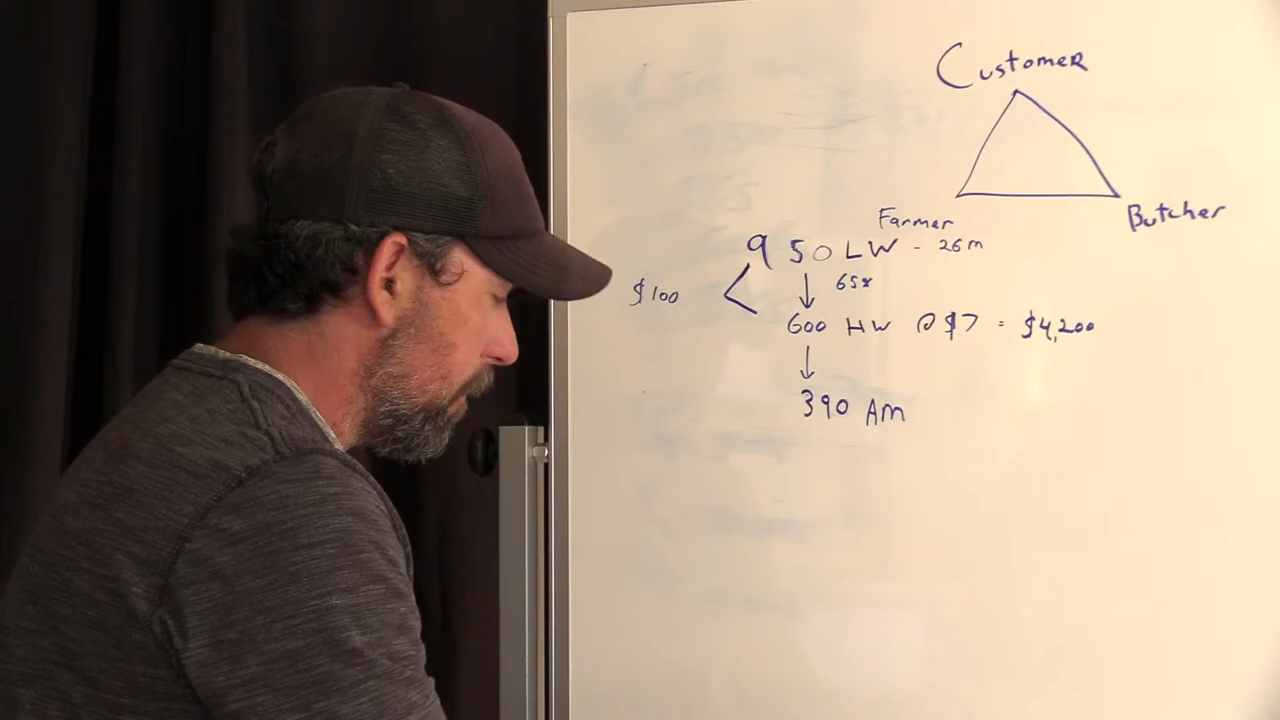 Customer
Butcher
Farmer
950 LW - 26m
65%
$100
600 HW @ $7 = $4,200
390 AM